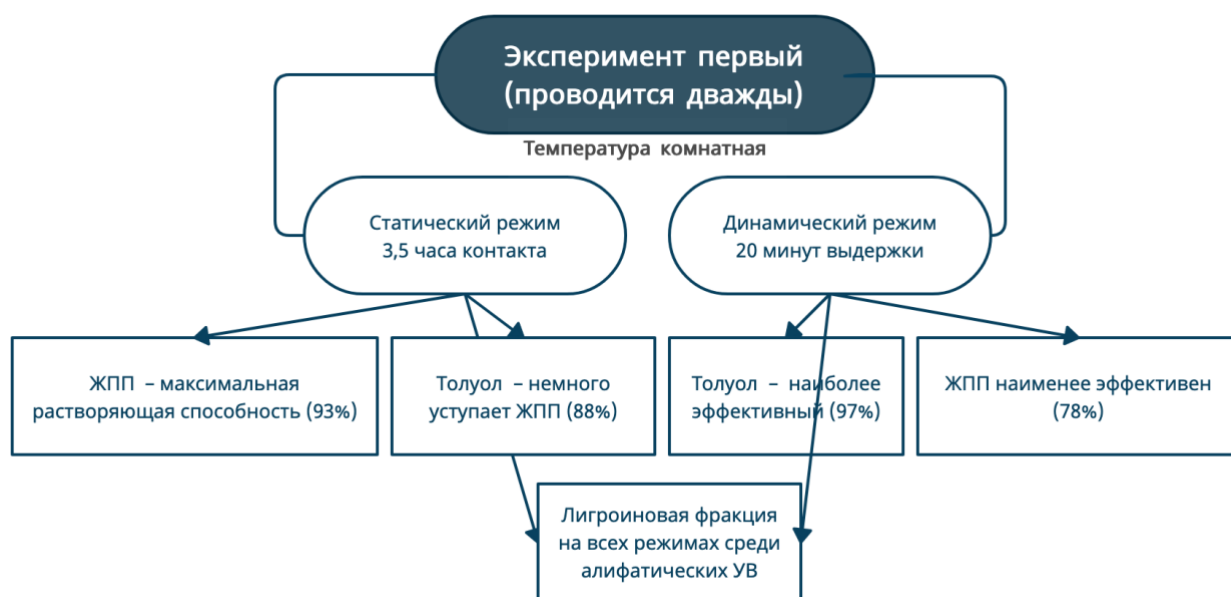 Эксперимент первый
(проводится дважды)
Температура комнатная
Статический режим
3,5 часа контакта
Динамический режим
20 минут выдержки
ЖПП – максимальная
растворяющая способность (93%)
Толуол – немного
уступает ЖПП (88%)
Толуол – наиболее
эффективный (97%)
ЖПП наименее эффективен
(78%)
Лигроиновая фракция
на всех режимах среди
алифатических УВ